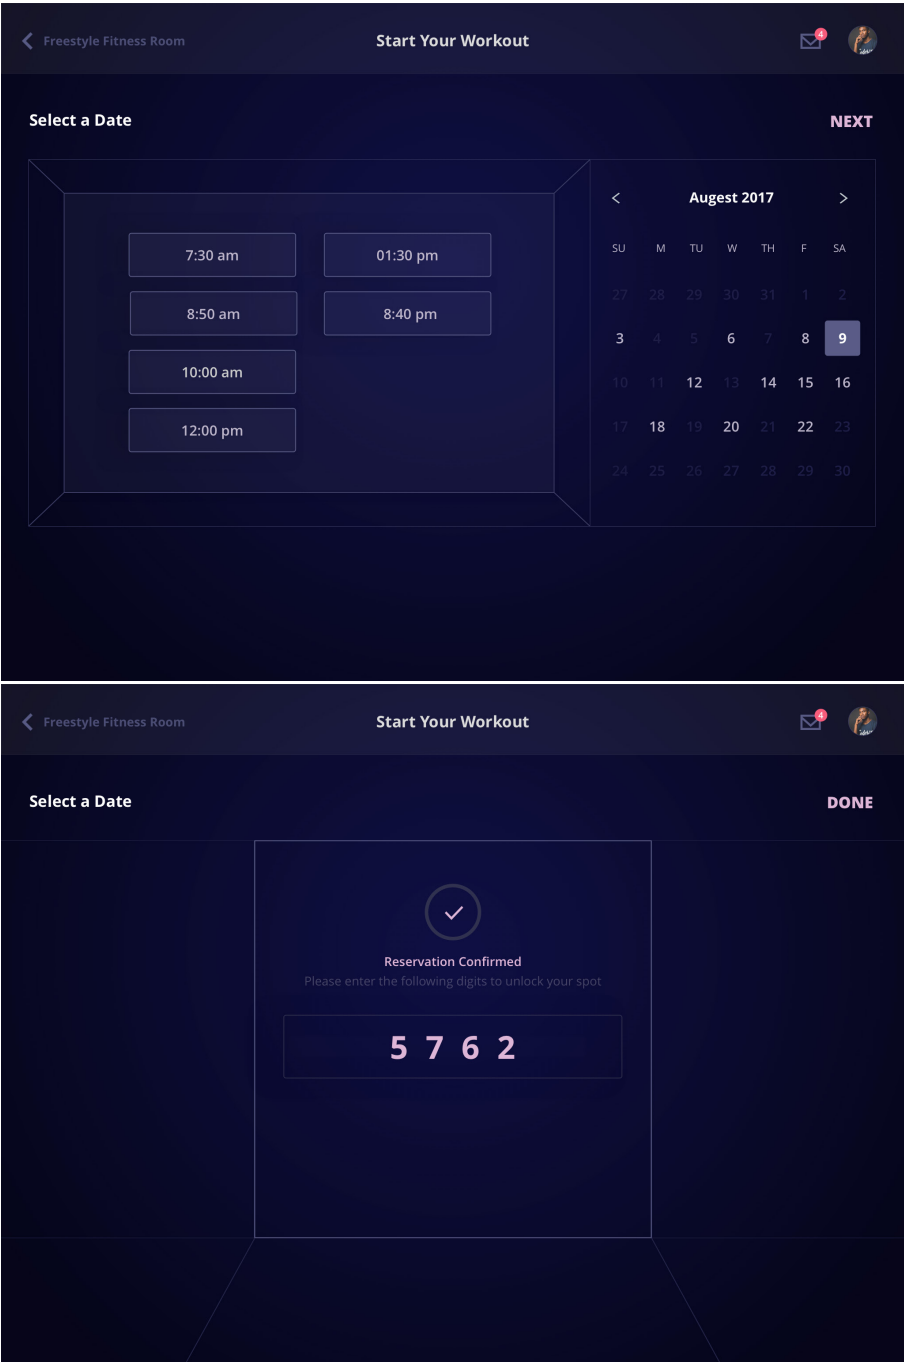 Freestyle Fitness Room Start Your Workout 4
Select a Date NEXT
Augest 2017
SU M TU W TH F SA
7:30 am 01:30 pm
8:50 am 8:40 pm
10:00 am
12:00 pm
27 28 29 30 31 1 2
3 4 5 6 7 8 9
10 11 12 13 14 15 16
17 18 19 20 21 22 23
24 25 26 27 28 29 30
Freestyle Fitness Room Start Your Workout 4
Select a Date DONE
Reservation Confirmed
Please enter the following digits to unlock your spot
5 7 6 2